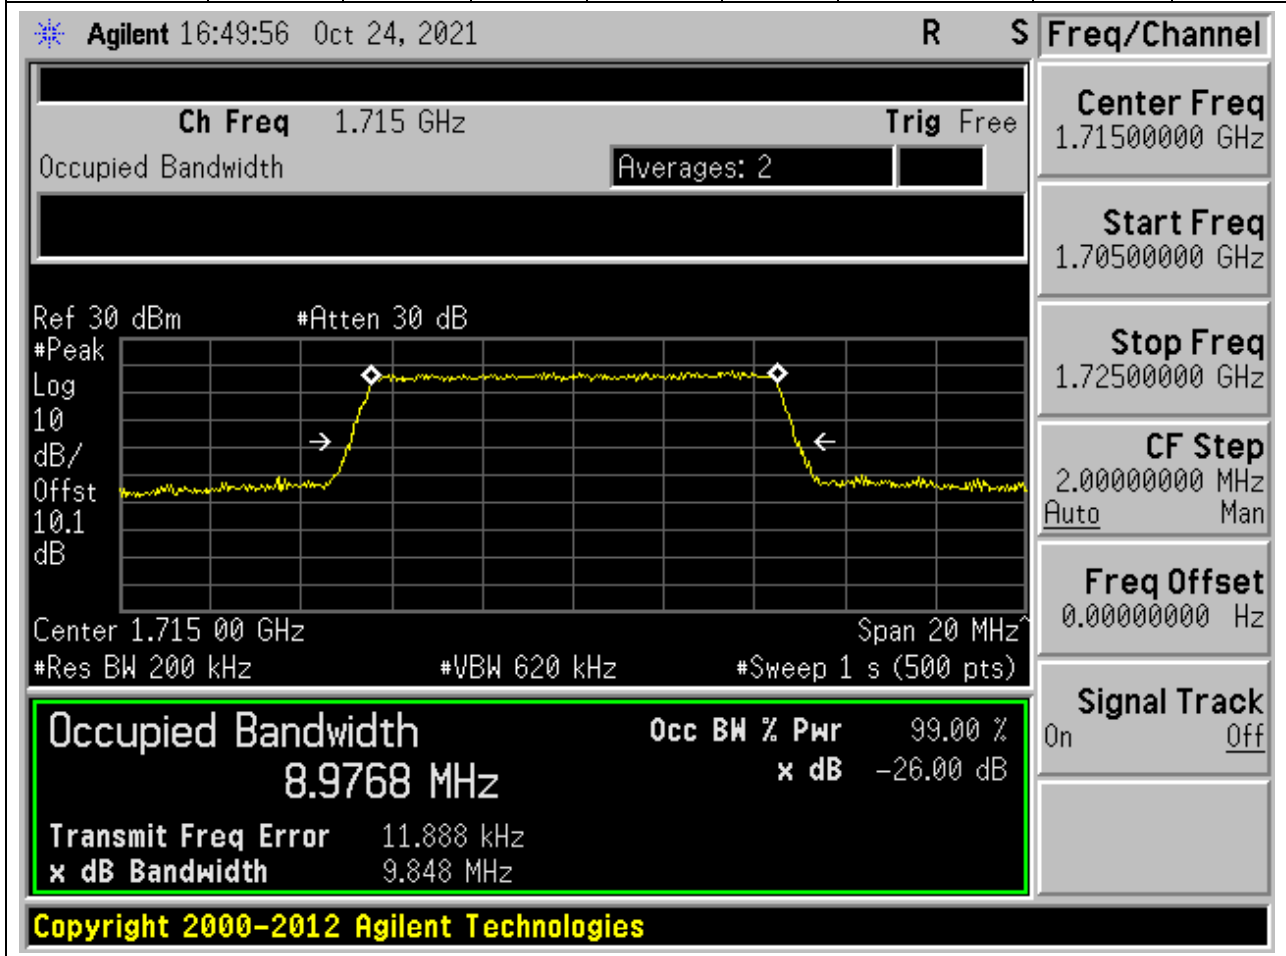 Agilent 16:49:56 Oct 24, 2021 R S
Freq/Channel
Ch Freq 1.715 GHz Trig Free
Occupied Bandwidth Averages: 2
Ref 30 dBm #Atten 30 dB
#Peak
Log
10
dB/
Offst
10.1
dB
Center 1.715 00 GHz Span 20 MHz^
#Res BW 200 kHz #VBW 620 kHz #Sweep 1 s (500 pts)
Occupied Bandwidth Occ BW % Pwr 99.00 %
8.9768 MHz x dB -26.00 dB
Transmit Freq Error 11.888 kHz
x dB Bandwidth 9.848 MHz
Copyright 2000-2012 Agilent Technologies
Center Freq
1.71500000 GHz
Start Freq
1.70500000 GHz
Stop Freq
1.72500000 GHz
CF Step
2.00000000 MHz
Auto Man
Freq Offset
0.00000000 Hz
Signal Track
On Off